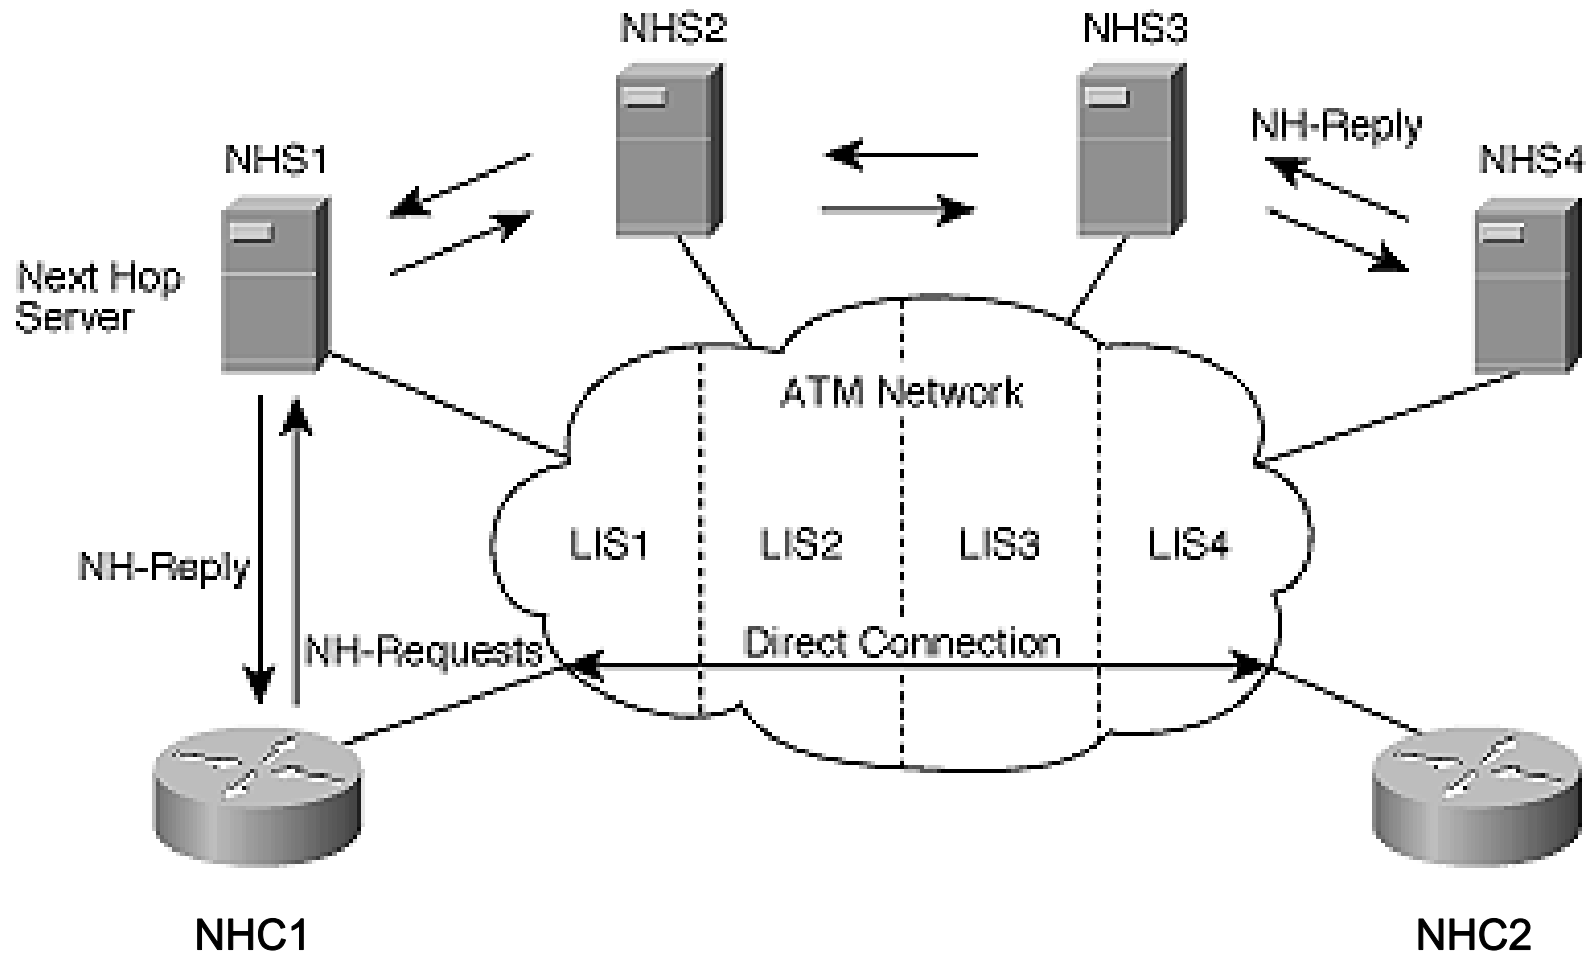 NHS2
NHS3
NH-Reply
NHS1
NHS4
Next Hop
Server
ATM Network
LIS1
LIS2
LIS3
LIS4
NH-Reply
NH-Requests
Direct Connection
NHC1
NHC2